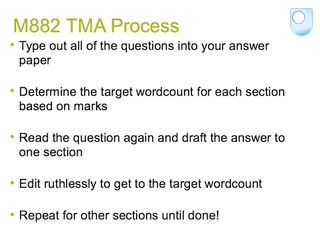 M882 TMA Process
• Type out all of the questions into your answer
paper
• Determine the target wordcount for each section
based on marks
• Read the question again and draft the answer to
one section
• Edit ruthlessly to get to the target wordcount
• Repeat for other sections until done!